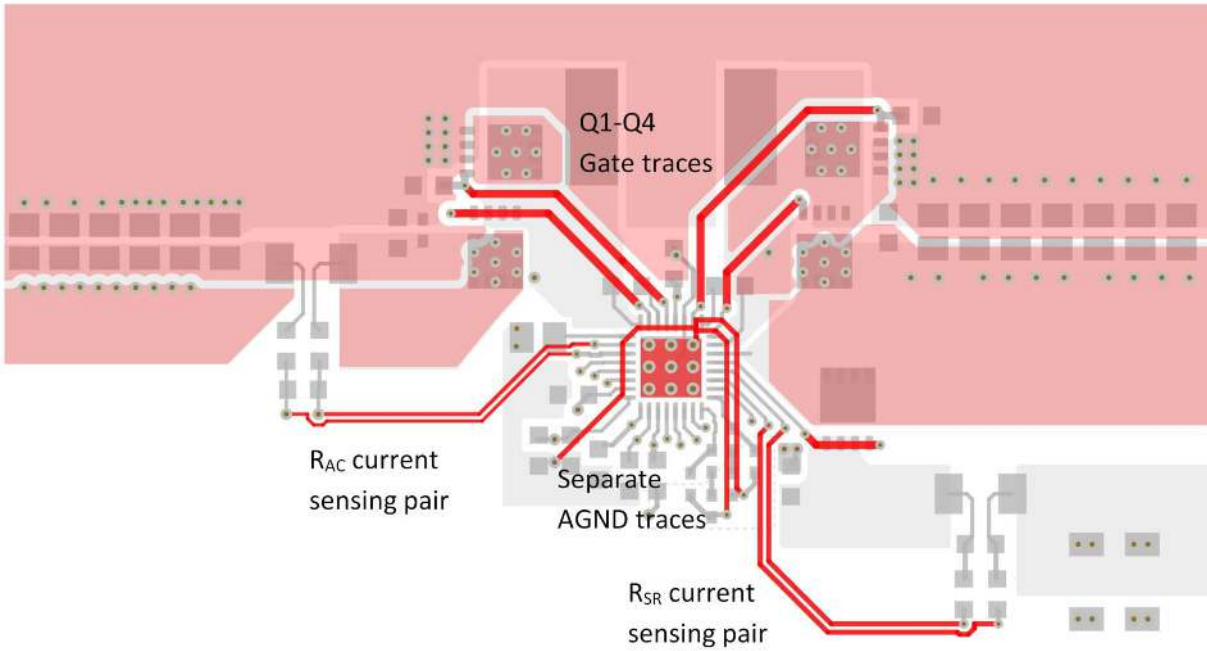 Q1-Q4
Gate traces
RAC current
sensing pair
Separate
AGND traces
RSR current
sensing pair